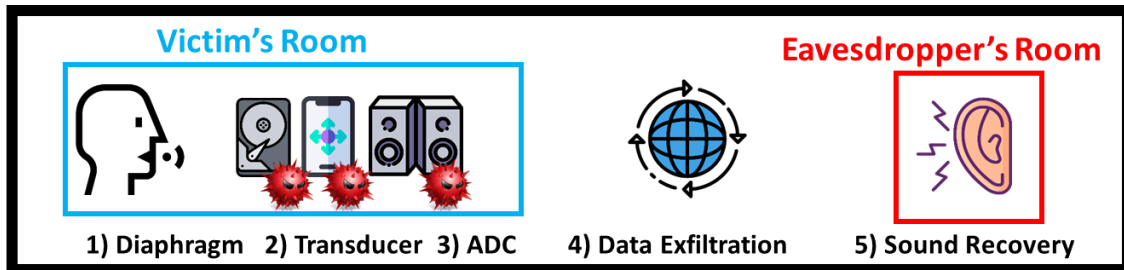 Victim's Room
Eavesdropper's Room
1) Diaphragm 2) Transducer 3) ADC 4) Data Exfiltration 5) Sound Recovery